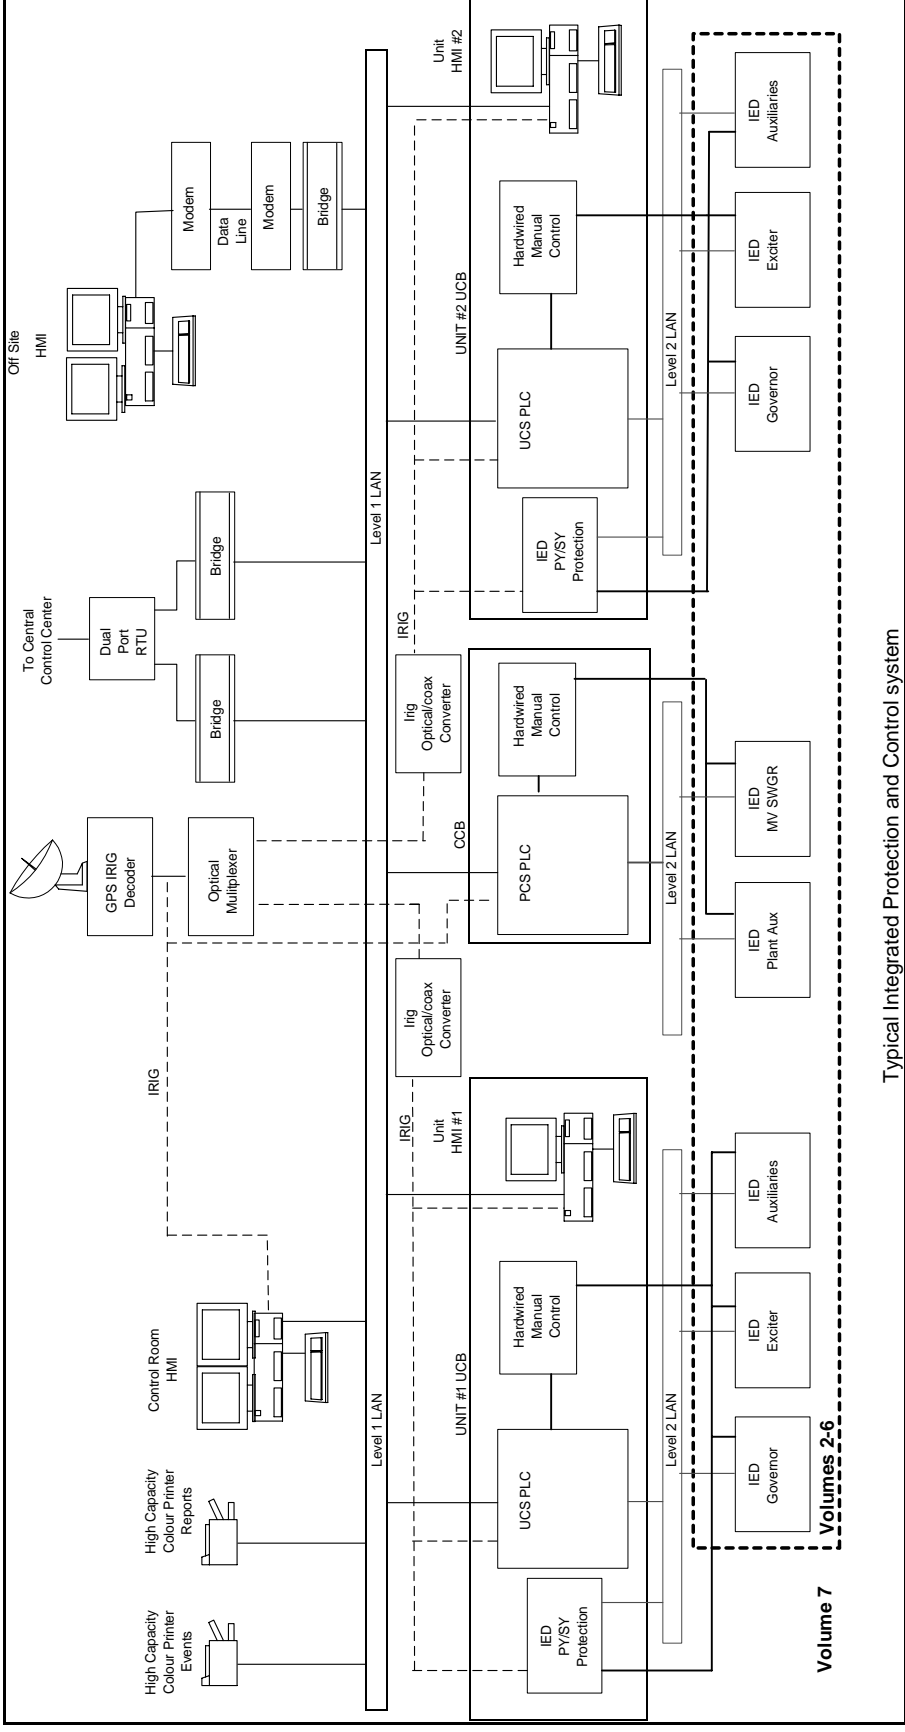 High Capacity
Colour Printer
Events
High Capacity
Colour Printer
Reports
Control Room
HMI
IRIG
GPS IRIG
Decoder
Optical
Mulitplexer
To Central
Control Center
Dual
Port
RTU
Bridge
Bridge
Off Site
HMI
Modem
Data
Line
Modem
Bridge
Level 1 LAN
Level 1 LAN
IRIG
Irig
Optical/coax
Converter
Irig
Optical/coax
Converter
IRIG
UNIT #1 UCB
Unit
HMI #1
IED
PY/SY
Protection
UCS PLC
Hardwired
Manual
Control
Level 2 LAN
CCB
PCS PLC
Hardwired
Manual
Control
Level 2 LAN
UNIT #2 UCB
Unit
HMI #2
IED
PY/SY
Protection
UCS PLC
Hardwired
Manual
Control
Level 2 LAN
IED
Governor
IED
Exciter
IED
Auxiliaries
IED
Plant Aux
IED
MV SWGR
IED
Governor
IED
Exciter
IED
Auxiliaries
Volume 7
Volumes 2-6
Typical Integrated Protection and Control system